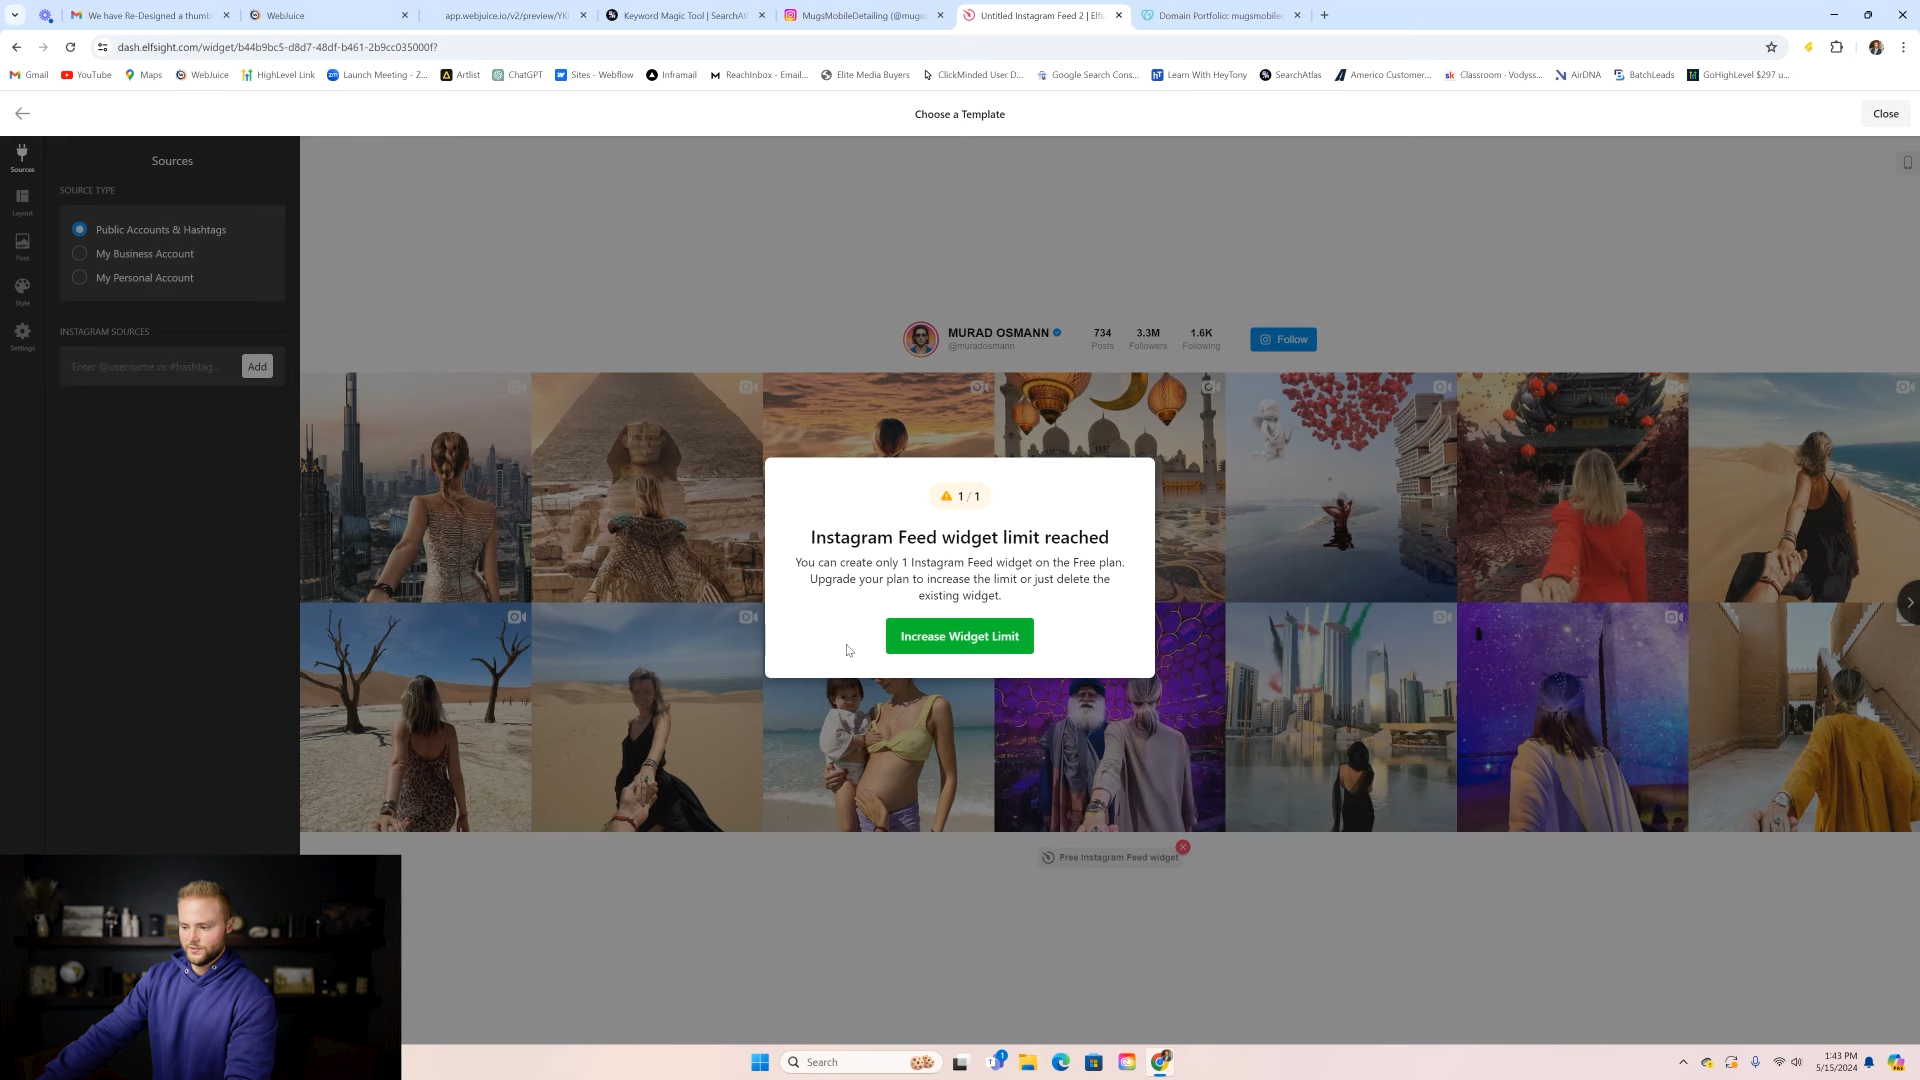 We have Re-Designed a thumb
WebJuice
app.webjuice.io/v2/preview/YK
Keyword Magic Tool | SearchAtl
MugsMobileDetailing (@mugs
Untitled Instagram Feed 2 | Elfs
Domain Portfolio: mugsmobile
dash.elfsight.com/widget/b44b9bc5-d8d7-48df-b461-2b9cc035000f?
Gmail
YouTube
Maps
WebJuice
HighLevel Link
Launch Meeting - Z...
Artlist
ChatGPT
Sites - Webflow
Inframail
ReachInbox - Email...
Elite Media Buyers
ClickMinded User D...
Google Search Cons...
Learn With HeyTony
SearchAtlas
Americo Customer...
Classroom · Vodyss...
AirDNA
BatchLeads
GoHighLevel $297 u...
Choose a Template
Close
Sources
Layout
Post
Style
Settings
Sources
SOURCE TYPE
Public Accounts & Hashtags
My Business Account
My Personal Account
INSTAGRAM SOURCES
Enter @username or #hashtag...
Add
MURAD OSMANN
@muradosmann
734
Posts
3.3M
Followers
1.6K
Following
Follow
1 / 1
Instagram Feed widget limit reached
You can create only 1 Instagram Feed widget on the Free plan.
Upgrade your plan to increase the limit or just delete the
existing widget.
Increase Widget Limit
Free Instagram Feed widget
Search
1
1:43 PM
5/15/2024